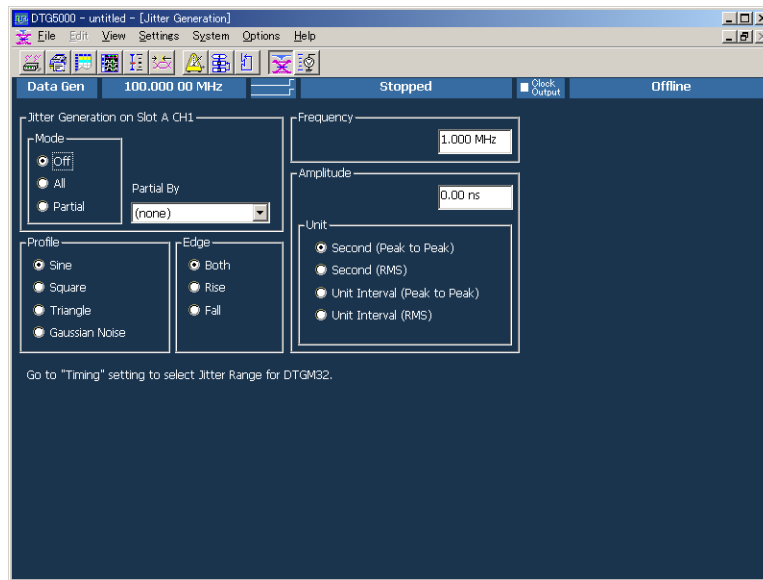 DTG5000 - untitled - [Jitter Generation]
File Edit View Settings System Options Help
Data Gen 100.000 00 MHz Stopped Clock Output Offline
Jitter Generation on Slot A CH1
Mode
Off
All
Partial
Partial By
(none)
Frequency
1.000 MHz
Amplitude
0.00 ns
Unit
Second (Peak to Peak)
Second (RMS)
Unit Interval (Peak to Peak)
Unit Interval (RMS)
Profile
Sine
Square
Triangle
Gaussian Noise
Edge
Both
Rise
Fall
Go to "Timing" setting to select Jitter Range for DTGM32.